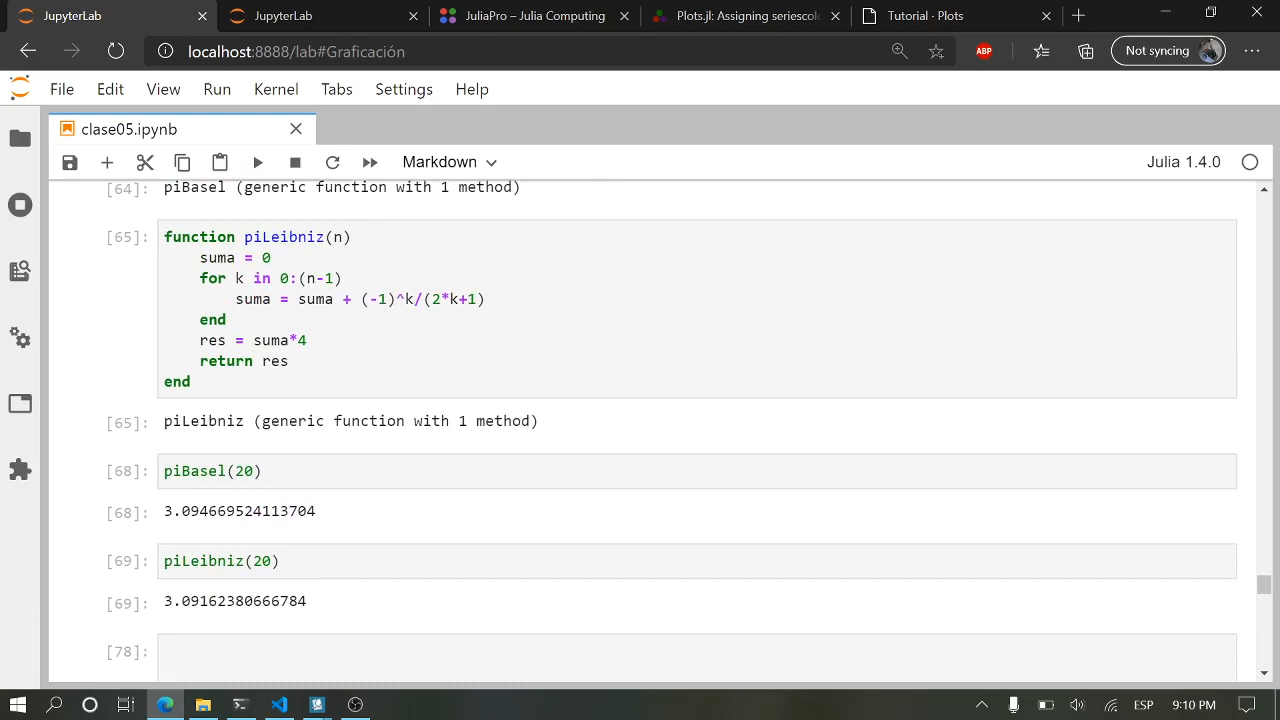 JupyterLab
JupyterLab
JuliaPro – Julia Computing
Plots.jl: Assigning seriescolo
Tutorial · Plots
localhost:8888/lab#Graficación
ABP
Not syncing
File Edit View Run Kernel Tabs Settings Help
clase05.ipynb
Markdown
Julia 1.4.0
[64]: piBasel (generic function with 1 method)
[65]: function piLeibniz(n)
suma = 0
for k in 0:(n-1)
suma = suma + (-1)^k/(2*k+1)
end
res = suma*4
return res
end
[65]: piLeibniz (generic function with 1 method)
[68]: piBasel(20)
[68]: 3.094669524113704
[69]: piLeibniz(20)
[69]: 3.09162380666784
[78]:
ESP
9:10 PM